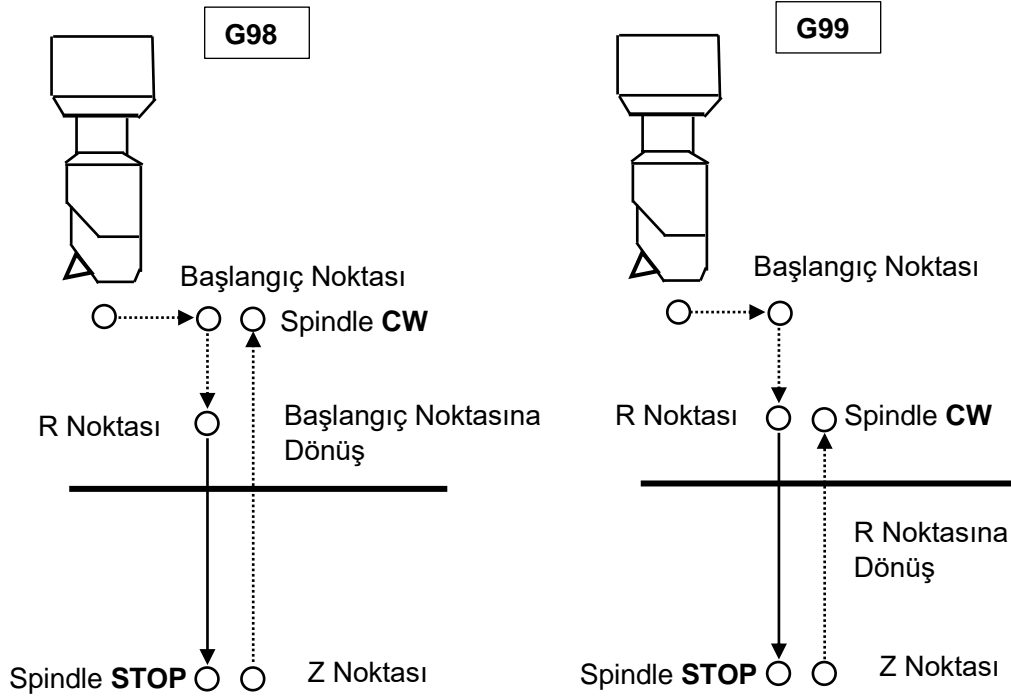 G98
Başlangıç Noktası
Spindle CW
R Noktası
Başlangıç Noktasına
Dönüş
Spindle STOP
Z Noktası
G99
Başlangıç Noktası
R Noktası
Spindle CW
R Noktasına
Dönüş
Spindle STOP
Z Noktası